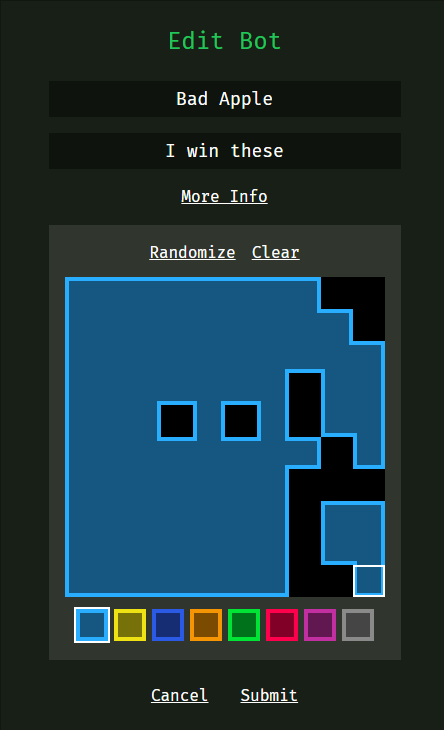 Edit Bot
Bad Apple
I win these
More Info
Randomize Clear
Cancel Submit